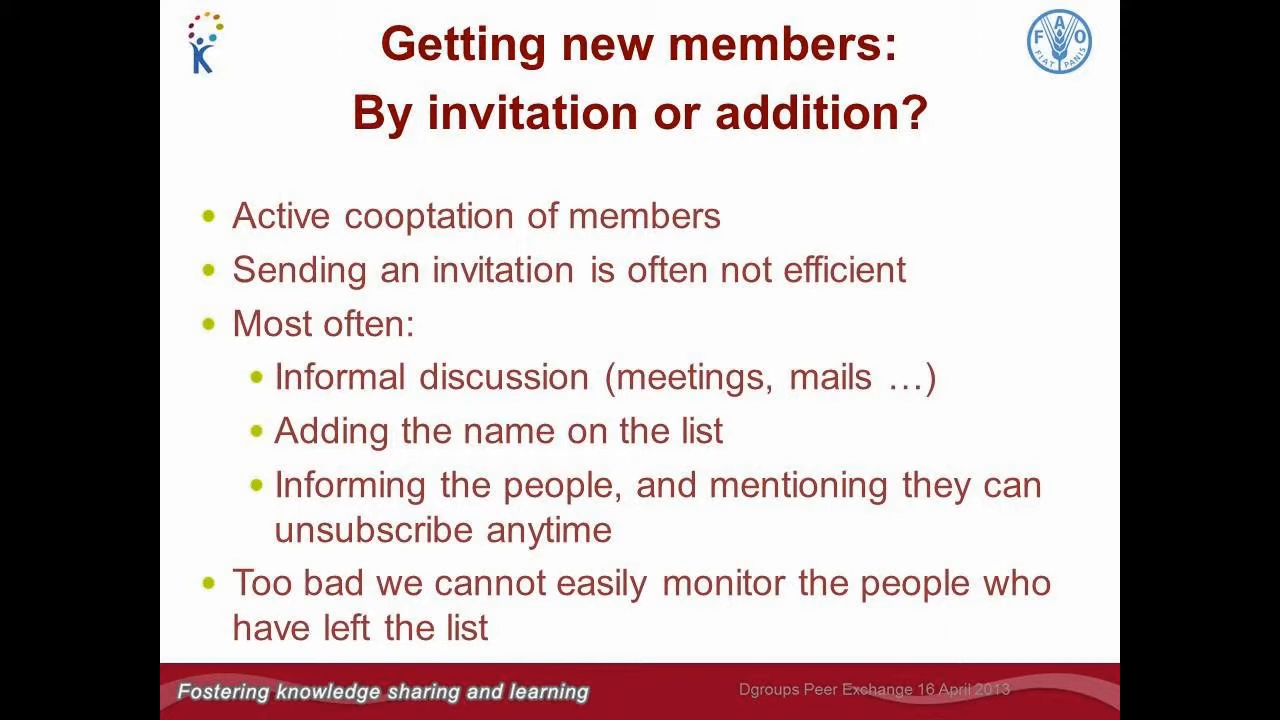 K
F A O
FIAT PANIS
Getting new members:
By invitation or addition?
• Active cooptation of members
• Sending an invitation is often not efficient
• Most often:
• Informal discussion (meetings, mails …)
• Adding the name on the list
• Informing the people, and mentioning they can
unsubscribe anytime
• Too bad we cannot easily monitor the people who
have left the list
Fostering knowledge sharing and learning
Dgroups Peer Exchange 16 April 2013